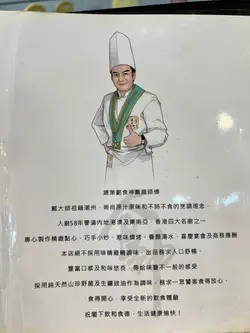 總策劃食神戴龍師傅
戴大師祖籍潮州，崇尚原汁原味和不時不食的烹調理念，
入廚58年譽滿內地港澳及東南亞，香港四大名廚之一
專心製作精緻點心，巧手小炒，惹味燒烤，養顏湯水，喜慶宴會及商務應酬
本店絕不採用味精雞精調味，出品務求入口舒暢
豐富口感及和味悠長，帶給味蕾不一般的感受
採用純天然山珍野菌及生曬豉油作為調味，務求一眾饕客食得放心，
食得開心，享受全新的飲食體驗
祝閣下飲和食德，生活健康愉快！